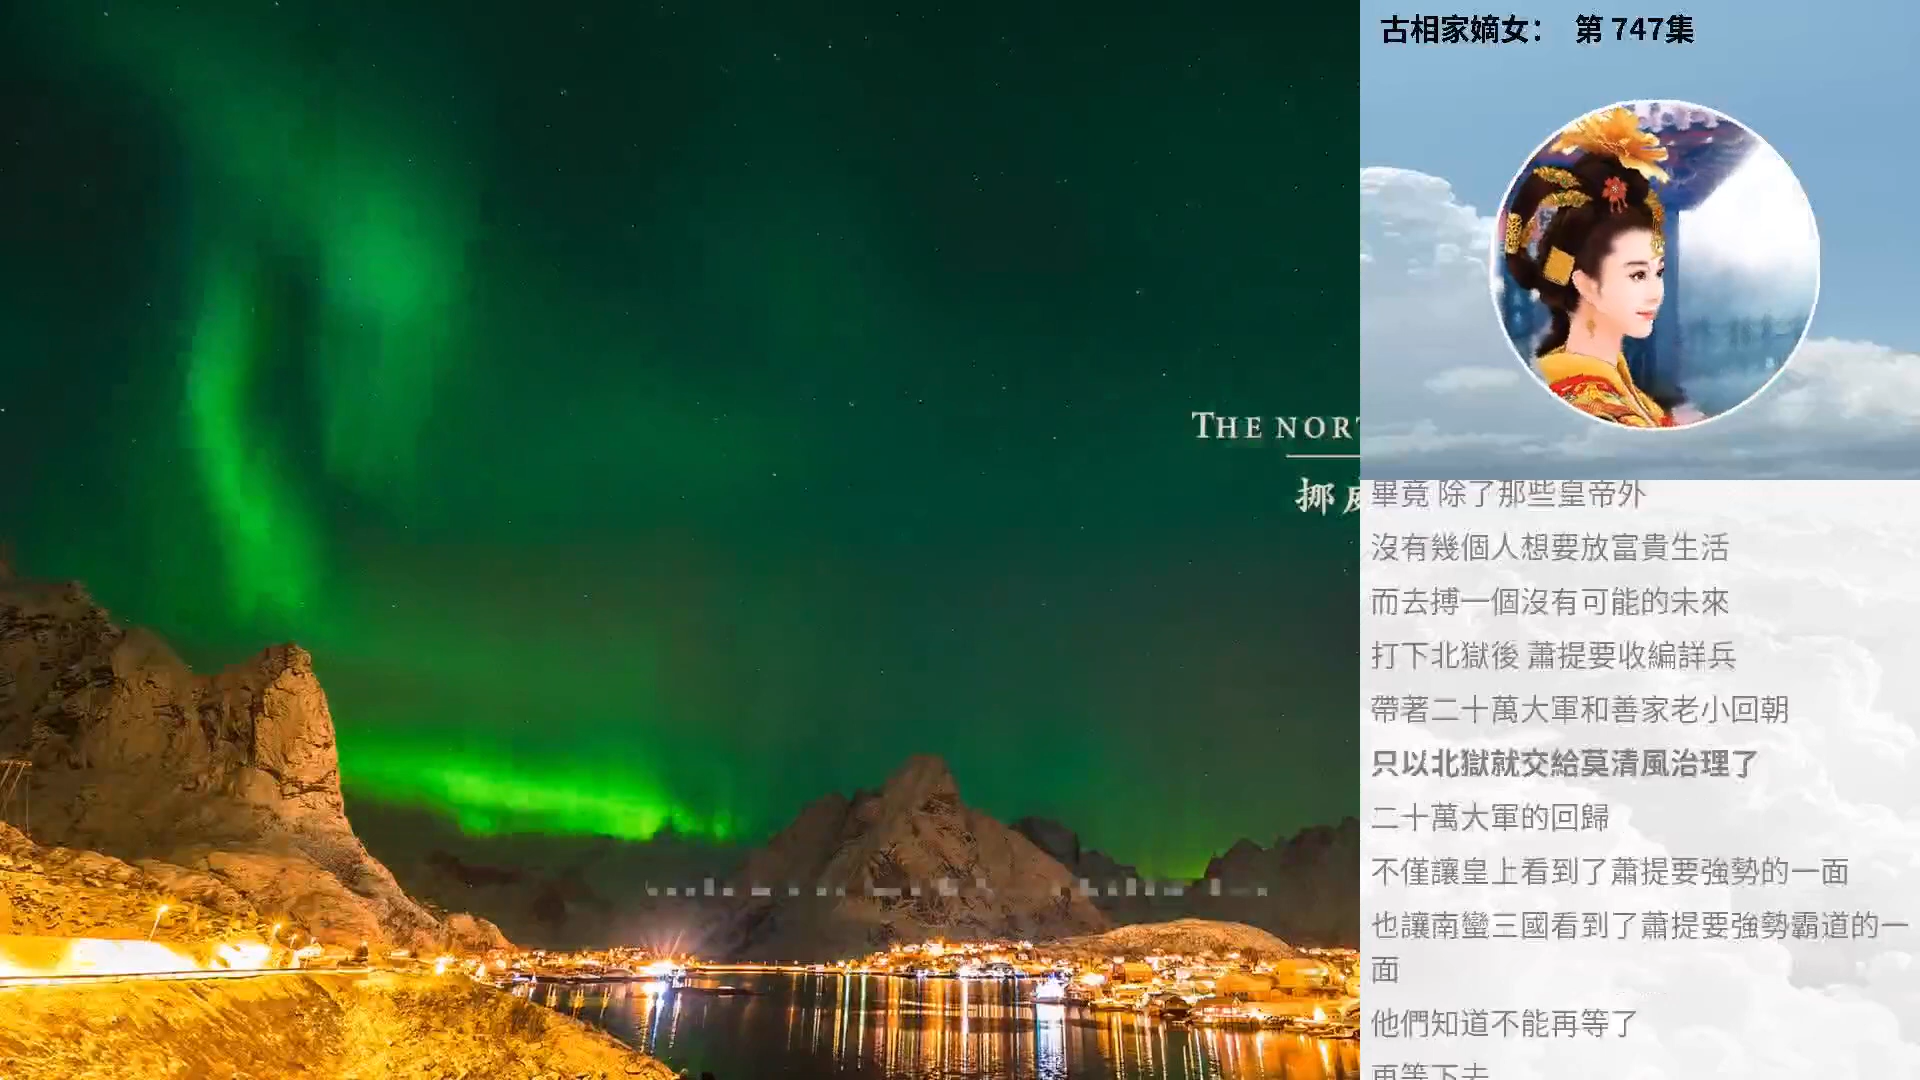 古相家嫡女： 第 747集
THE NOR
挪
畢竟 除了那些皇帝外
沒有幾個人想要放富貴生活
而去搏一個沒有可能的未來
打下北獄後 蕭提要收編詳兵
帶著二十萬大軍和善家老小回朝
只以北獄就交給莫清風治理了
二十萬大軍的回歸
不僅讓皇上看到了蕭提要強勢的一面
也讓南蠻三國看到了蕭提要強勢霸道的一
面
他們知道不能再等了
再等下去